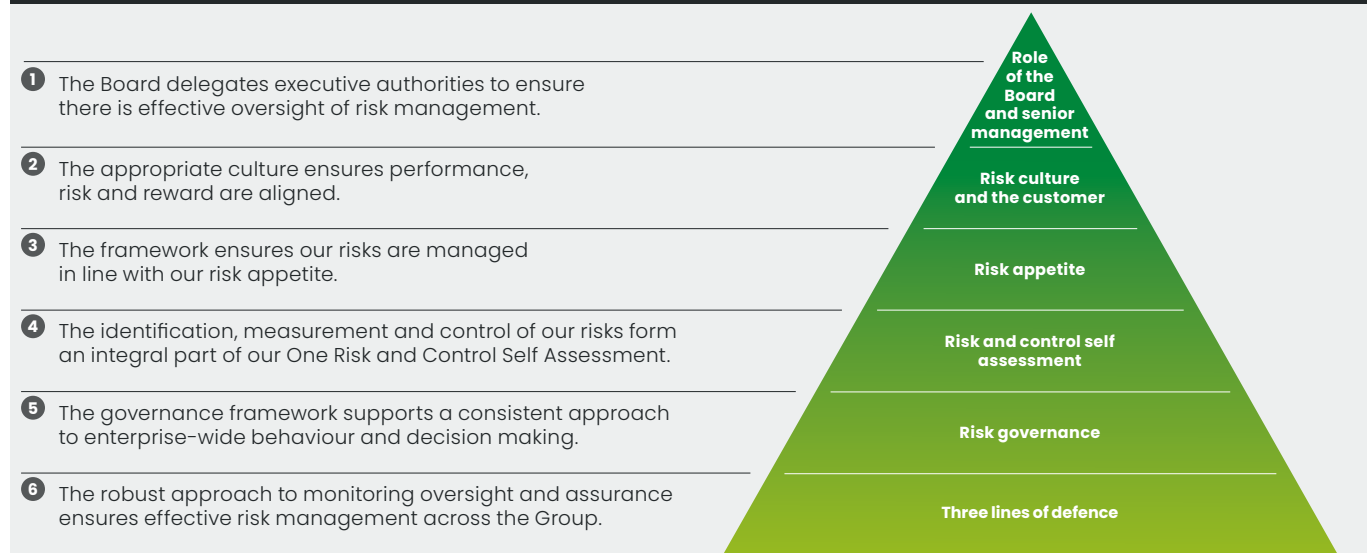 1 The Board delegates executive authorities to ensure
there is effective oversight of risk management.
Role
of the
Board
and senior
management
2 The appropriate culture ensures performance,
risk and reward are aligned.
Risk culture
and the customer
3 The framework ensures our risks are managed
in line with our risk appetite.
Risk appetite
4 The identification, measurement and control of our risks form
an integral part of our One Risk and Control Self Assessment.
Risk and control self
assessment
5 The governance framework supports a consistent approach
to enterprise-wide behaviour and decision making.
Risk governance
6 The robust approach to monitoring oversight and assurance
ensures effective risk management across the Group.
Three lines of defence